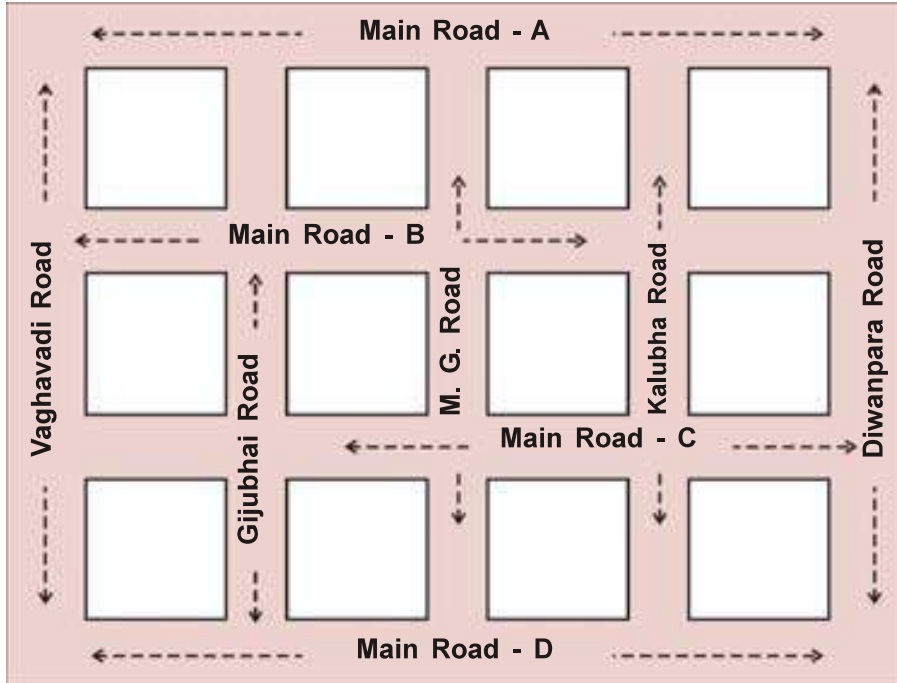 Main Road - A
Main Road - B
Vaghavadi Road
Gijubhai Road
M. G. Road
Kalubha Road
Diwanpara Road
Main Road - C
Main Road - D